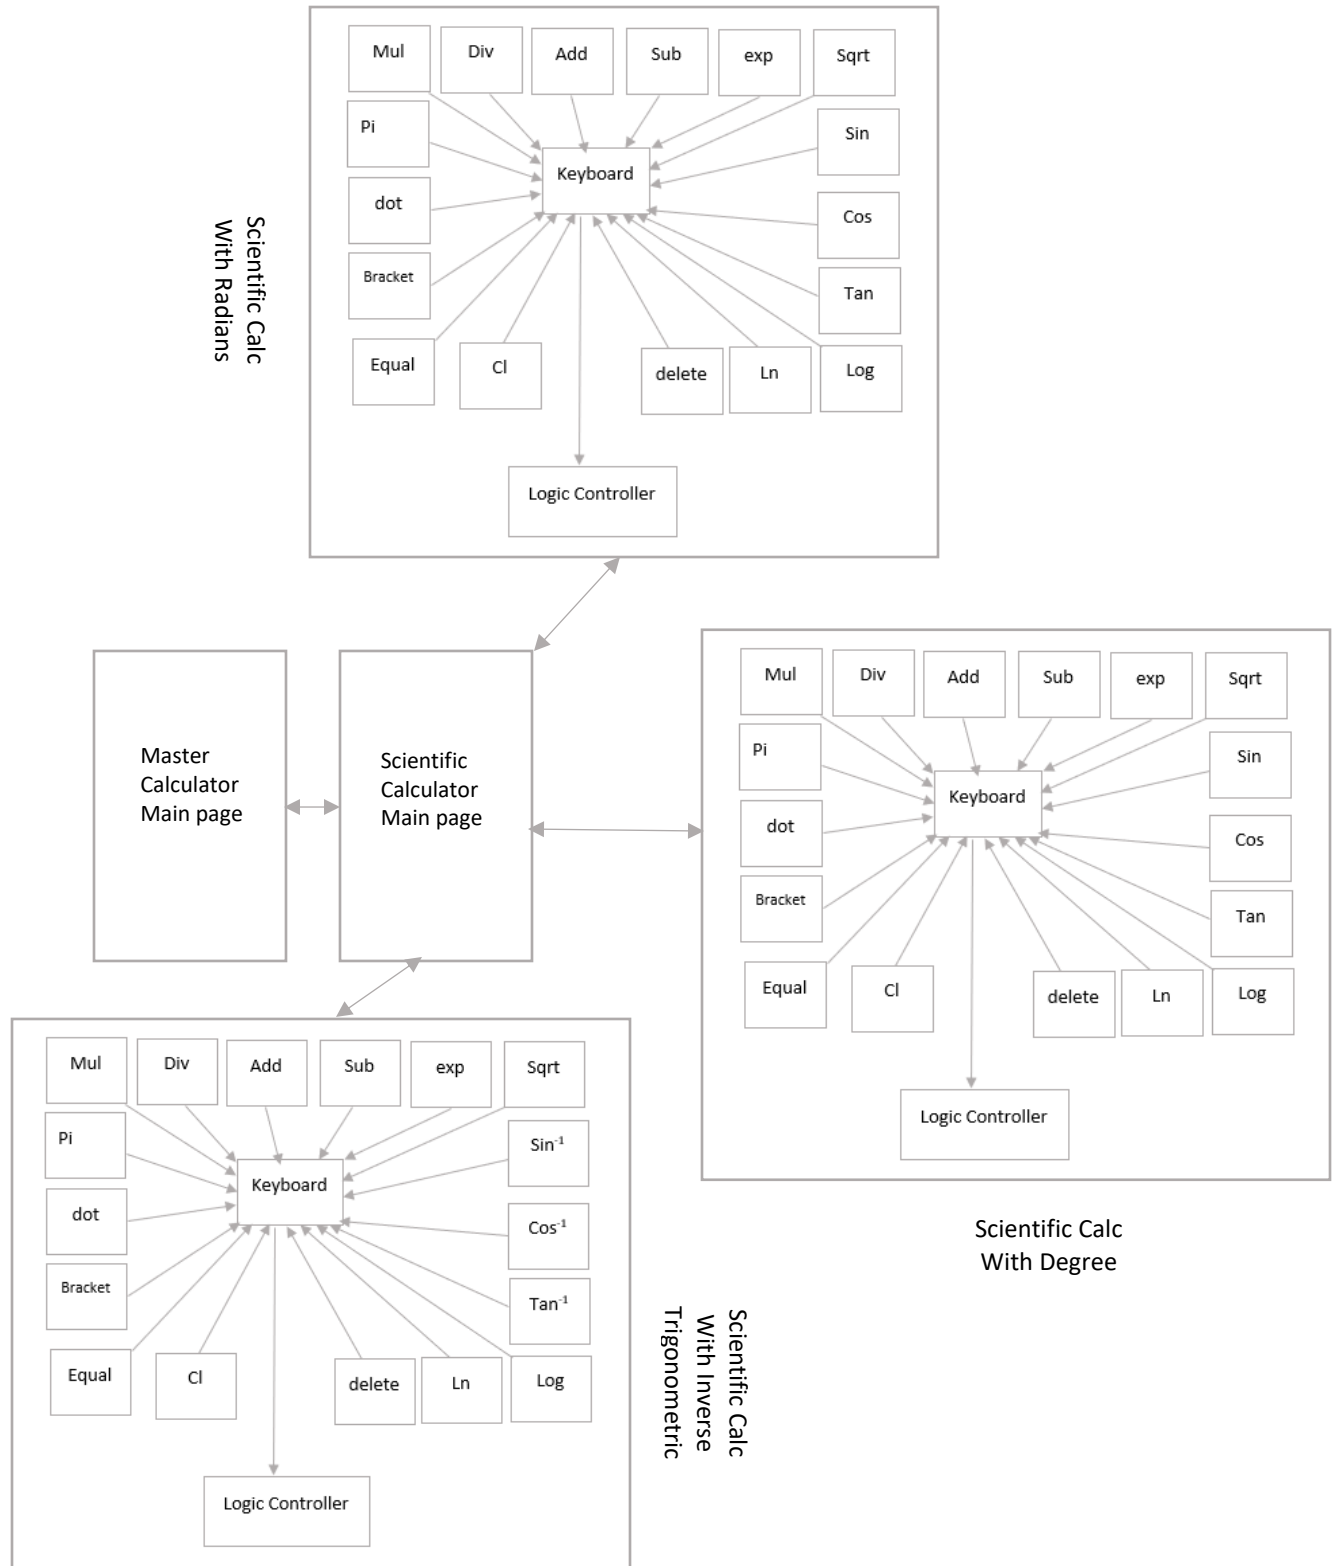 Mul
Div
Add
Sub
exp
Sqrt
Pi
Sin
Keyboard
dot
Cos
Bracket
Tan
Equal
Cl
delete
Ln
Log
Logic Controller
Scientific Calc
With Radians
Master
Calculator
Main page
Scientific
Calculator
Main page
Mul
Div
Add
Sub
exp
Sqrt
Pi
Sin
Keyboard
dot
Cos
Bracket
Tan
Equal
Cl
delete
Ln
Log
Logic Controller
Scientific Calc
With Degree
Mul
Div
Add
Sub
exp
Sqrt
Pi
Sin⁻¹
Keyboard
dot
Cos⁻¹
Bracket
Tan⁻¹
Equal
Cl
delete
Ln
Log
Logic Controller
Scientific Calc
With Inverse
Trigonometric